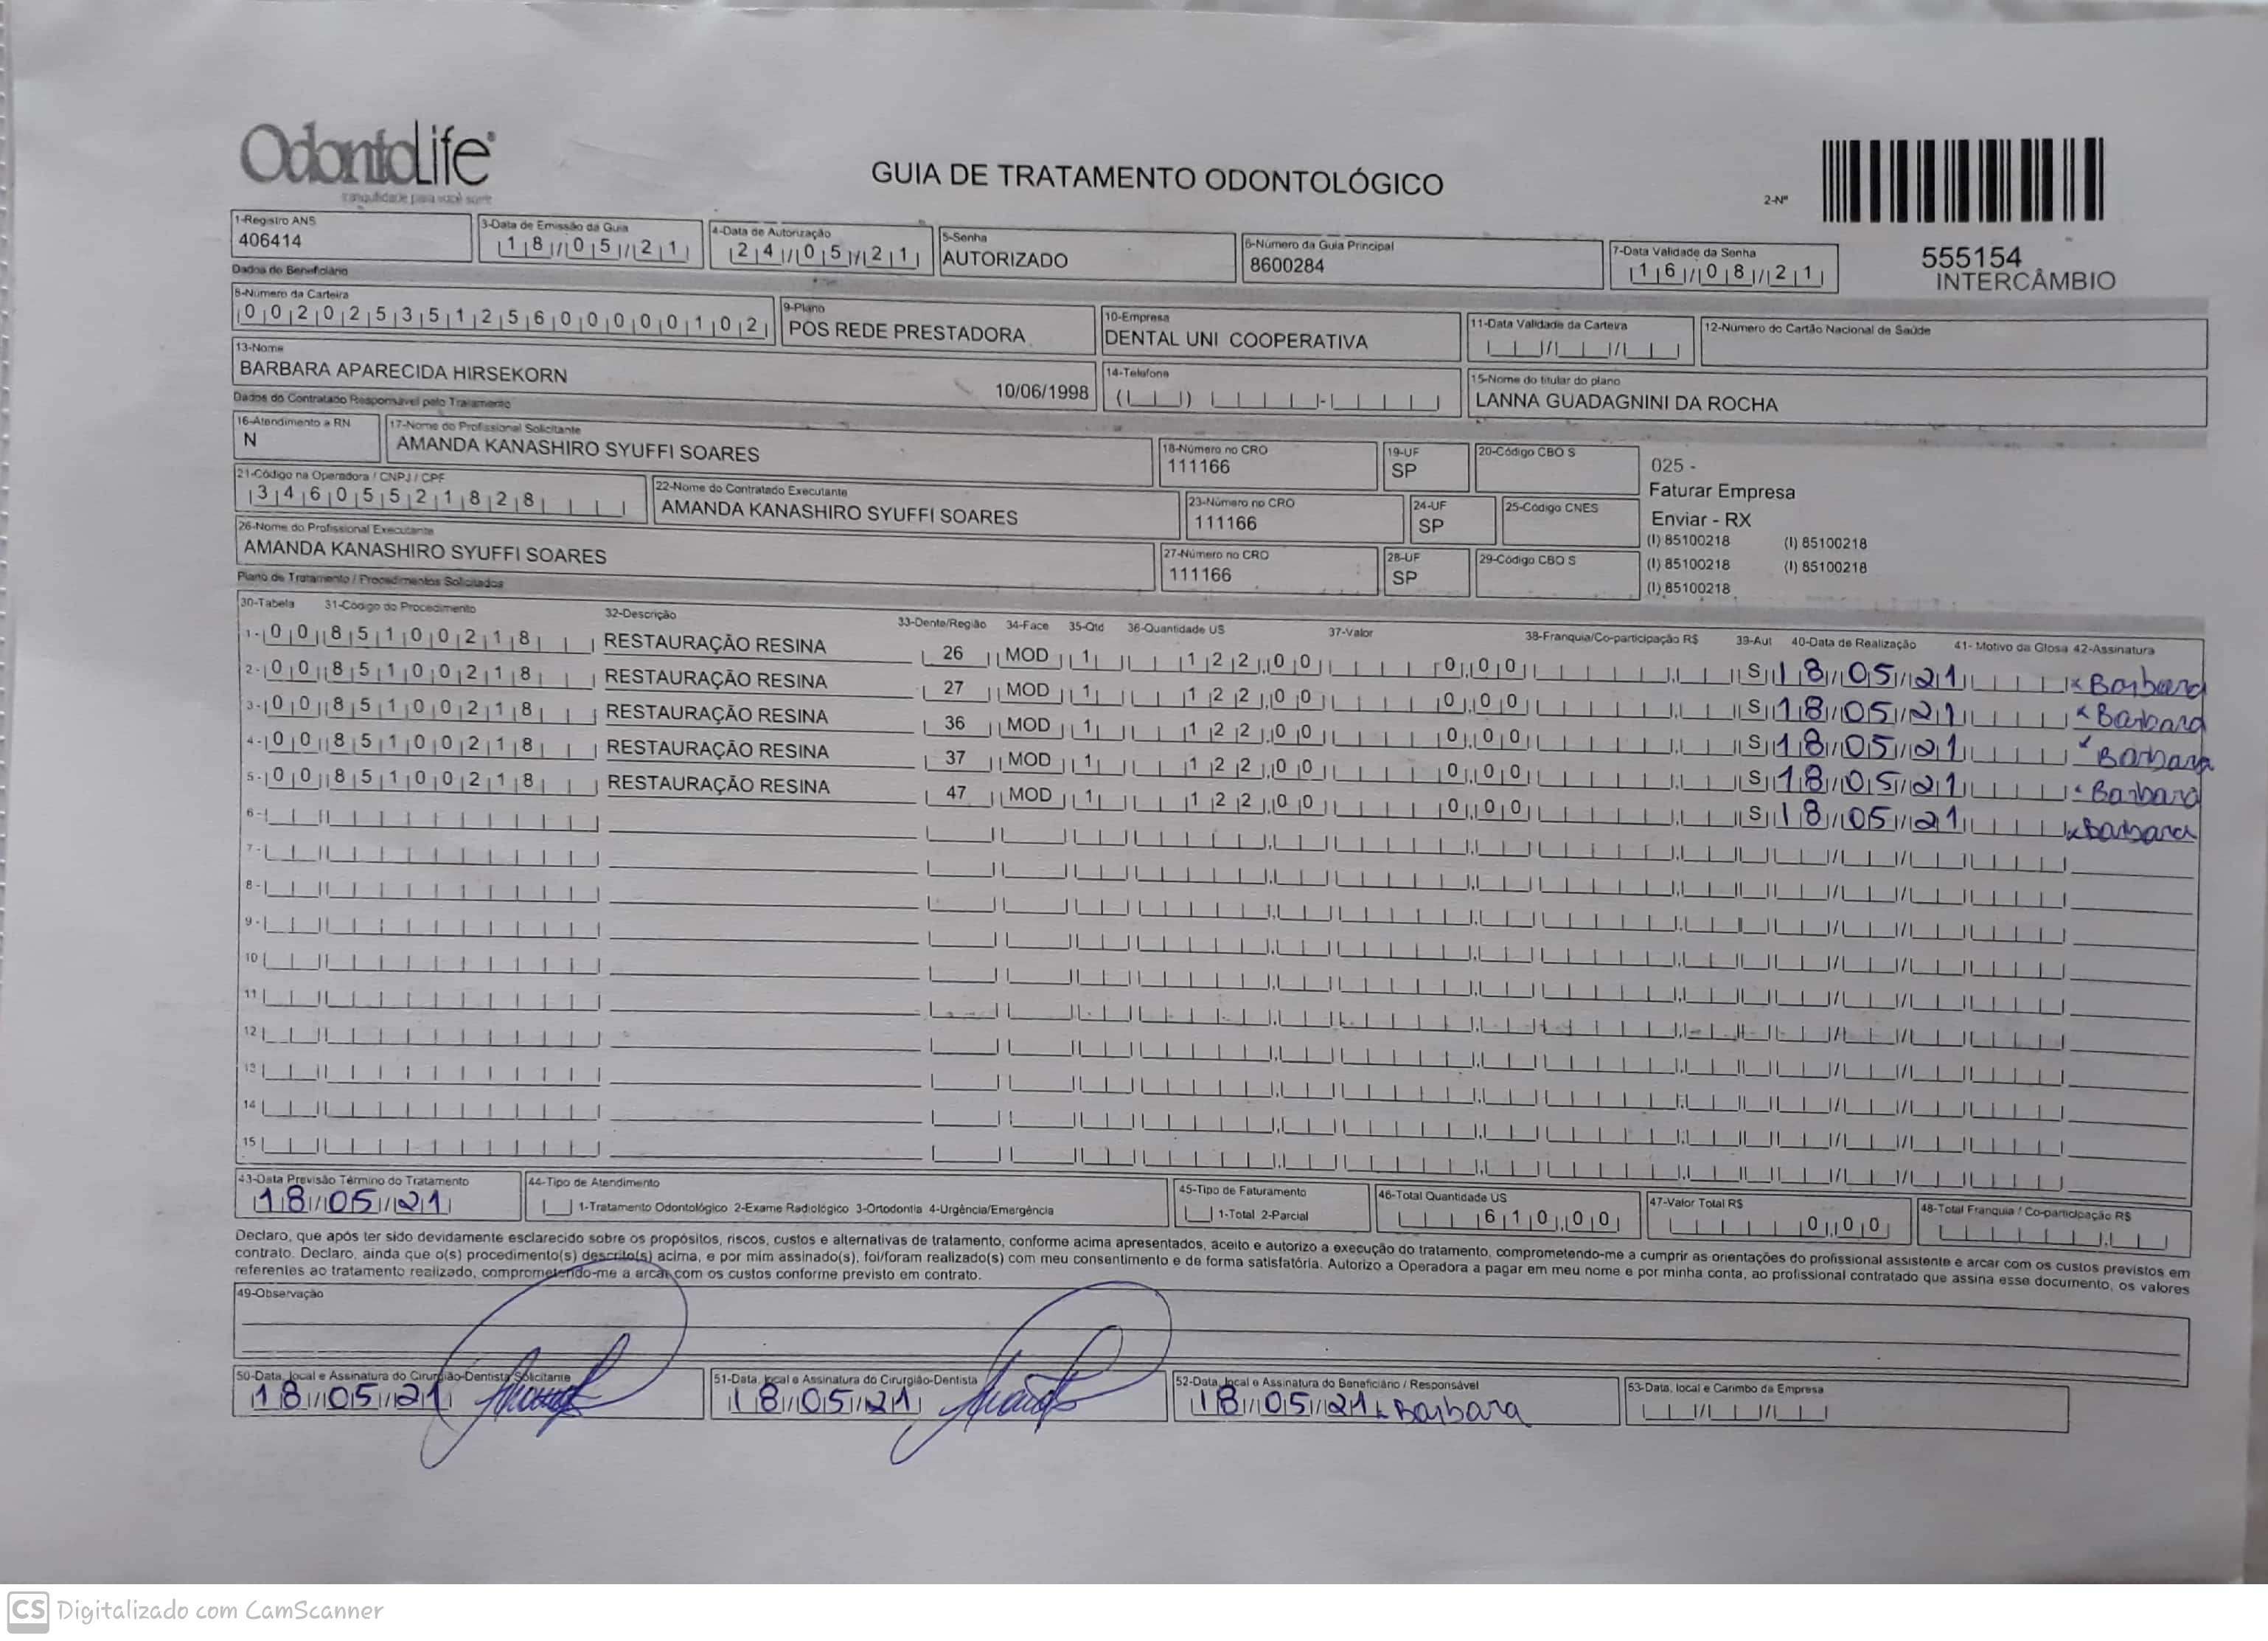 OdontoLife®
tranquilidade para você sorrir
GUIA DE TRATAMENTO ODONTOLÓGICO
2-Nº
555154
INTERCÂMBIO
1-Registro ANS
406414
3-Data de Emissão da Guia
18/05/21
4-Data de Autorização
24/05/21
5-Senha
AUTORIZADO
6-Número da Guia Principal
8600284
7-Data Validade da Senha
16/08/21
Dados do Beneficiário
8-Número da Carteira
00202535125600000102
9-Plano
POS REDE PRESTADORA
10-Empresa
DENTAL UNI COOPERATIVA
11-Data Validade da Carteira
12-Numero do Cartão Nacional de Saúde
13-Nome
BARBARA APARECIDA HIRSEKORN
10/06/1998
14-Telefone
15-Nome do titular do plano
LANNA GUADAGNINI DA ROCHA
Dados do Contratado Responsável pelo Tratamento
16-Atendimento a RN
N
17-Nome do Profissional Solicitante
AMANDA KANASHIRO SYUFFI SOARES
18-Número no CRO
111166
19-UF
SP
20-Código CBO S
025 -
Faturar Empresa
Enviar - RX
(I) 85100218 (I) 85100218
(I) 85100218 (I) 85100218
(I) 85100218
21-Código na Operadora / CNPJ / CPF
34605521828
22-Nome do Contratado Executante
AMANDA KANASHIRO SYUFFI SOARES
23-Número no CRO
111166
24-UF
SP
25-Código CNES
26-Nome do Profissional Executante
AMANDA KANASHIRO SYUFFI SOARES
27-Número no CRO
111166
28-UF
SP
29-Código CBO S
Plano de Tratamento / Procedimentos Solicitados
30-Tabela 31-Código do Procedimento 32-Descrição 33-Dente/Região 34-Face 35-Qtd 36-Quantidade US 37-Valor 38-Franquia/Co-participação R$ 39-Aut 40-Data de Realização 41- Motivo da Glosa 42-Assinatura
1- 00 85100218 RESTAURAÇÃO RESINA 26 MOD 1 122,00 0,00 S 18/05/21 x Barbara
2- 00 85100218 RESTAURAÇÃO RESINA 27 MOD 1 122,00 0,00 S 18/05/21 x Barbara
3- 00 85100218 RESTAURAÇÃO RESINA 36 MOD 1 122,00 0,00 S 18/05/21 x Barbara
4- 00 85100218 RESTAURAÇÃO RESINA 37 MOD 1 122,00 0,00 S 18/05/21 x Barbara
5- 00 85100218 RESTAURAÇÃO RESINA 47 MOD 1 122,00 0,00 S 18/05/21 x Barbara
6-
7-
8-
9-
10
11
12
13
14
15
43-Data Previsão Término do Tratamento
18/05/21
44-Tipo de Atendimento
1-Tratamento Odontológico 2-Exame Radiológico 3-Ortodontia 4-Urgência/Emergência
45-Tipo de Faturamento
1-Total 2-Parcial
46-Total Quantidade US
610,00
47-Valor Total R$
0,00
48-Total Franquia / Co-participação R$
Declaro, que após ter sido devidamente esclarecido sobre os propósitos, riscos, custos e alternativas de tratamento, conforme acima apresentados, aceito e autorizo a execução do tratamento, comprometendo-me a cumprir as orientações do profissional assistente e arcar com os custos previstos em
contrato. Declaro, ainda que o(s) procedimento(s) descrito(s) acima, e por mim assinado(s), foi/foram realizado(s) com meu consentimento e de forma satisfatória. Autorizo a Operadora a pagar em meu nome e por minha conta, ao profissional contratado que assina esse documento, os valores
referentes ao tratamento realizado, comprometendo-me a arcar com os custos conforme previsto em contrato.
49-Observação
50-Data, local e Assinatura do Cirurgião-Dentista Solicitante
18/05/21
51-Data, local e Assinatura do Cirurgião-Dentista
18/05/21
52-Data, local e Assinatura do Beneficiário / Responsável
18/05/21 x Barbara
53-Data, local e Carimbo da Empresa
CS Digitalizado com CamScanner